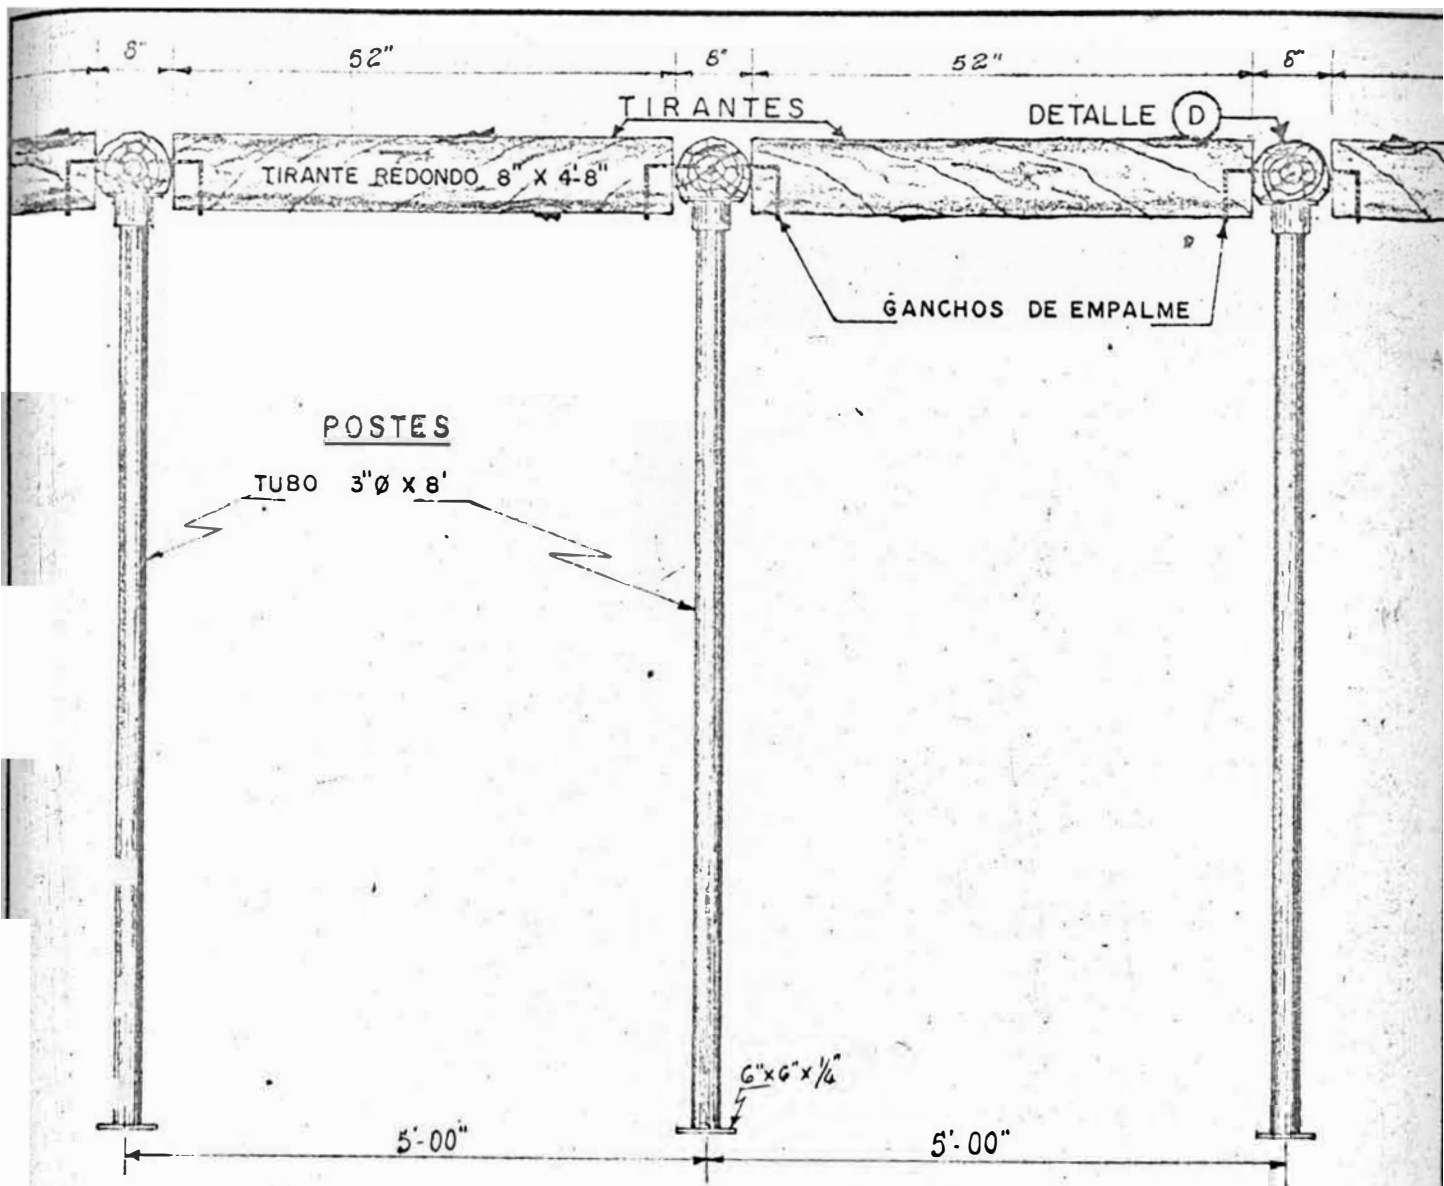 8" 52" 8" 52" 8"
TIRANTES DETALLE D
TIRANTE REDONDO 8" X 4-8"
GANCHOS DE EMPALME
POSTES
TUBO 3"Ø X 8'
6"x6"x1/4"
5'-00" 5'-00"